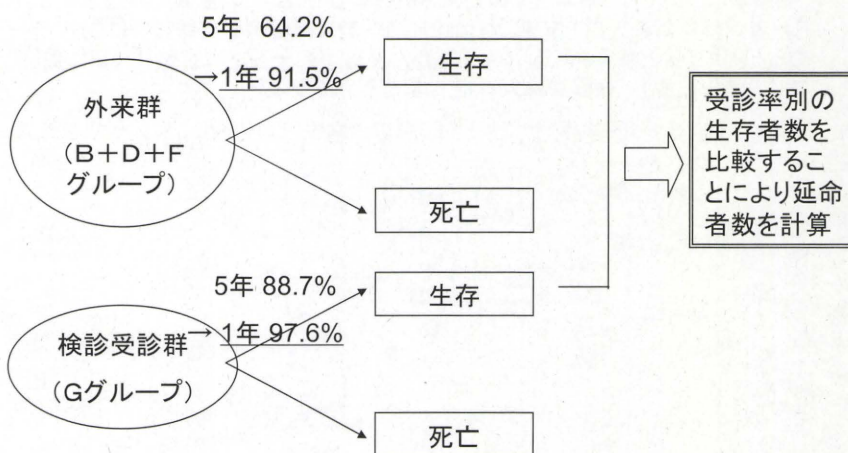 5年 64.2%
→1年 91.5%
外来群
(B+D+F
グループ)
生存
死亡
受診率別の
生存者数を
比較するこ
とにより延命
者数を計算
5年 88.7%
→ 1年 97.6%
検診受診群
(Gグループ)
生存
死亡